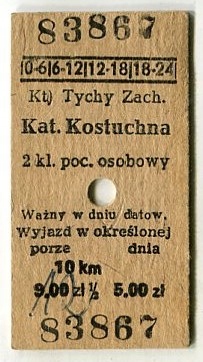 83867
0-6|6-12|12-18|18-24
Ktj Tychy Zach.
Kat. Kostuchna
2 kl. poc. osobowy
Ważny w dniu datow.
Wyjazd w określonej
porze dnia
10 km
9,00 zł ½ 5.00 zł
83867